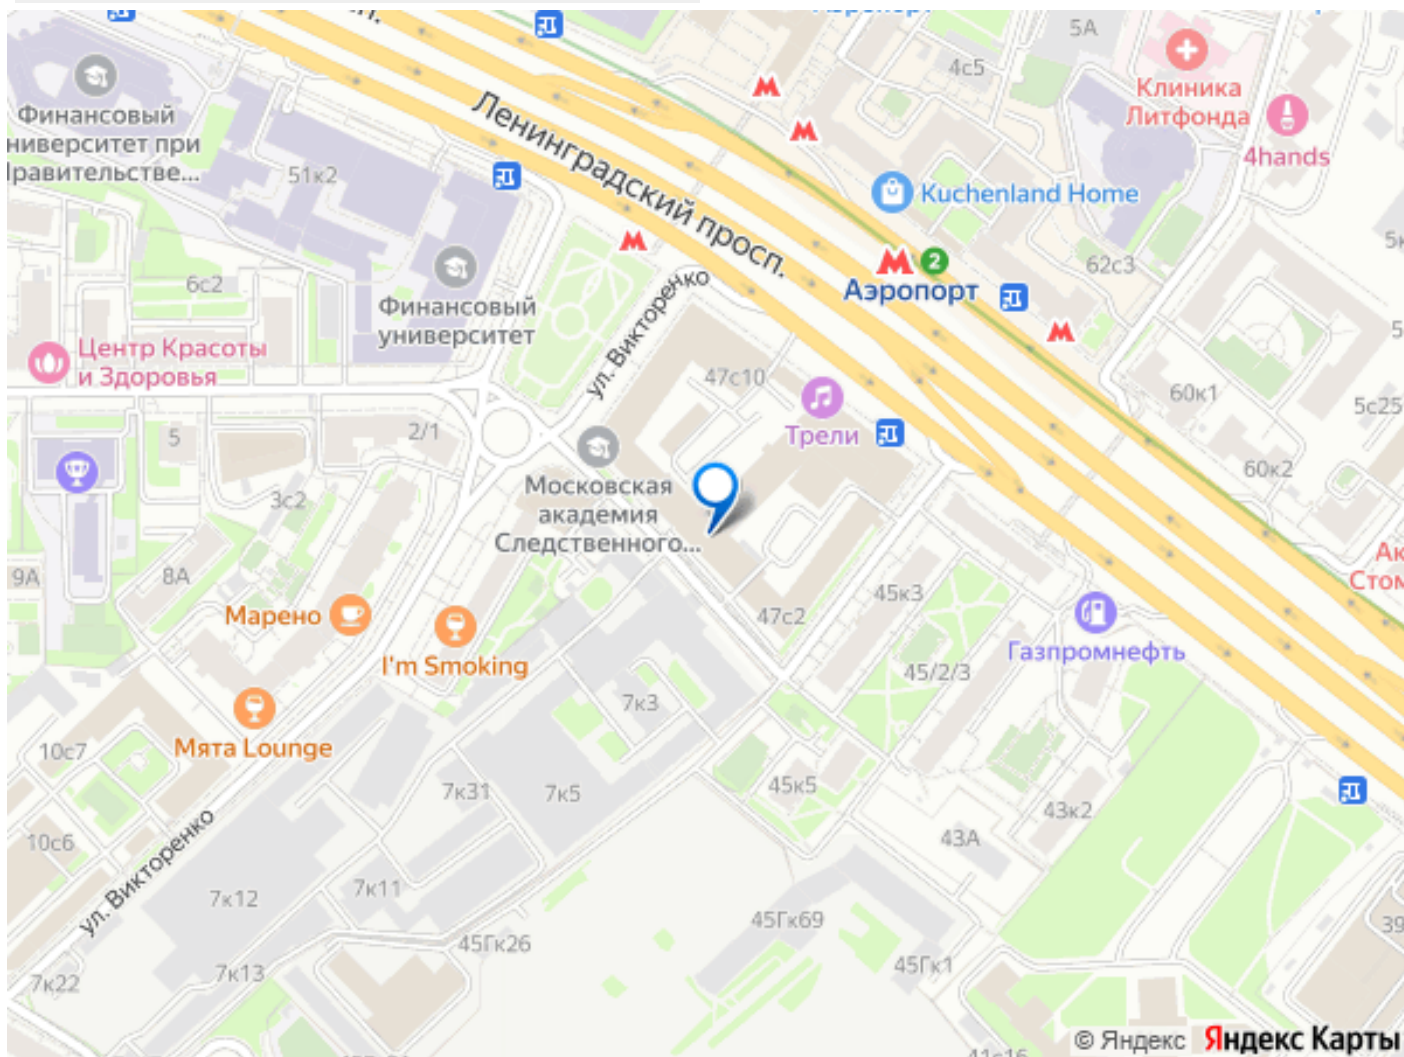 5А
4с5
Клиника
Литфонда
4hands
Финансовый
ниверситет при
Правительстве...
51к2
Ленинградский просп.
Kuchenland Home
62с3
2
Аэропорт
6с2
Финансовый
университет
ул. Викторенко
Центр Красоты
и Здоровья
47с10
Трели
60к1
5с25
60к2
5
2/1
3с2
Московская
академия
Следственного...
9А
8А
Марено
I'm Smoking
Мята Lounge
47с2
45к3
45/2/3
Газпромнефть
7к3
10с7
7к31
7к5
45к5
43к2
43А
10с6
ул. Викторенко
7к12
7к11
45Гк69
45Гк26
45Гк1
39
7к22
7к13
© Яндекс Яндекс Карты